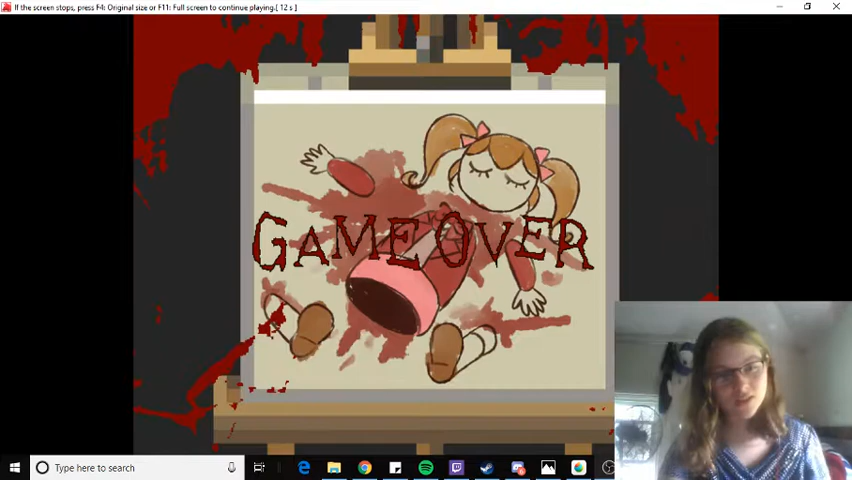 If the screen stops, press F4: Original size or F11: Full screen to continue playing.[ 12 s ]
GAME OVER
Type here to search